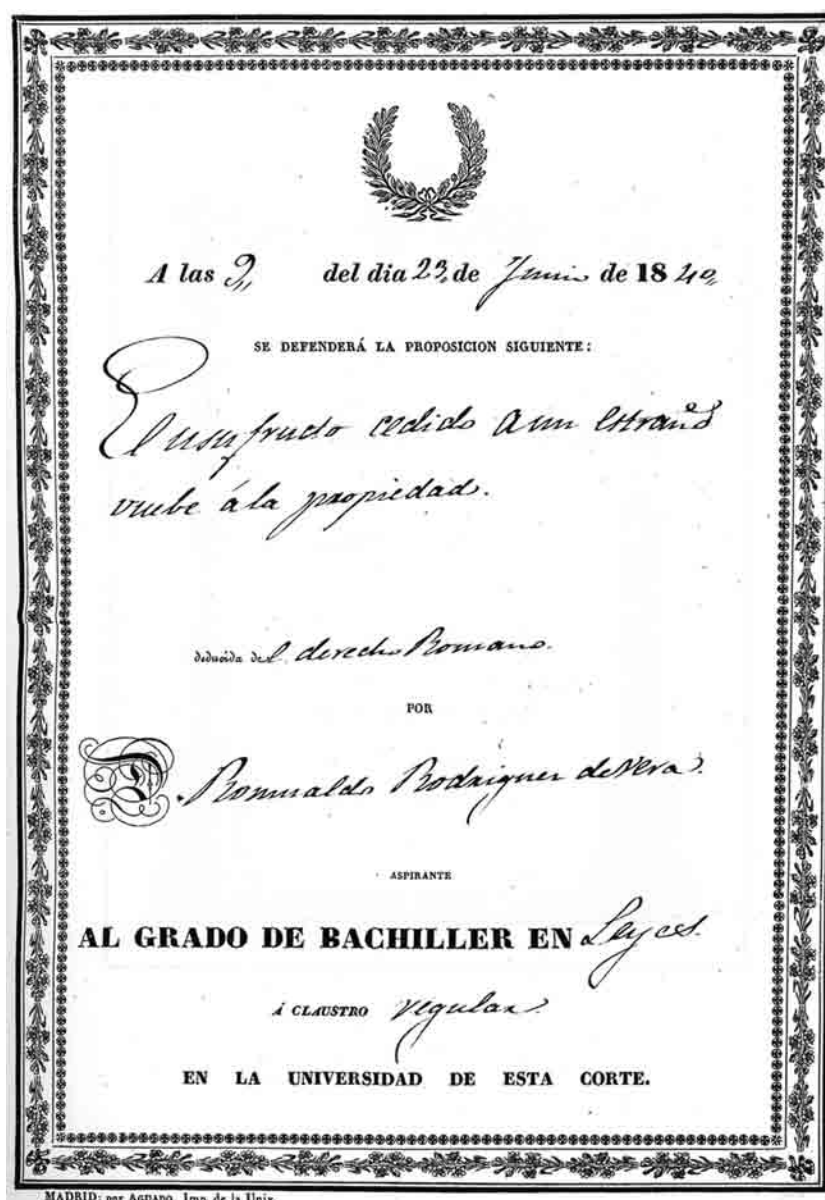 A las 9,, del dia 23, de Junio de 1840,,
SE DEFENDERÁ LA PROPOSICION SIGUIENTE:
El usufructo cedido a un estraño
vuelve á la propiedad.
deducida del derecho Romano.
POR
D. Romualdo Rodriguez de Vera.
ASPIRANTE
AL GRADO DE BACHILLER EN Leyes.
Á CLAUSTRO regular.
EN LA UNIVERSIDAD DE ESTA CORTE.
MADRID: por AGUADO, Imp. de la Univ.